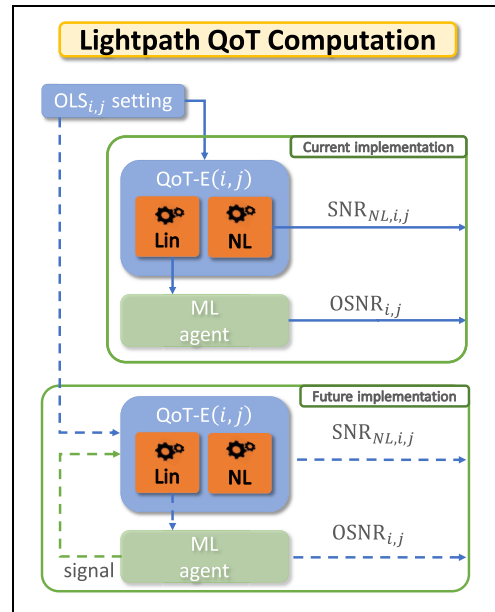 Lightpath QoT Computation
OLS_{i,j} setting
Current implementation
QoT-E(i, j)
Lin
NL
SNR_{NL,i,j}
ML
agent
OSNR_{i,j}
Future implementation
QoT-E(i, j)
Lin
NL
SNR_{NL,i,j}
ML
agent
OSNR_{i,j}
signal